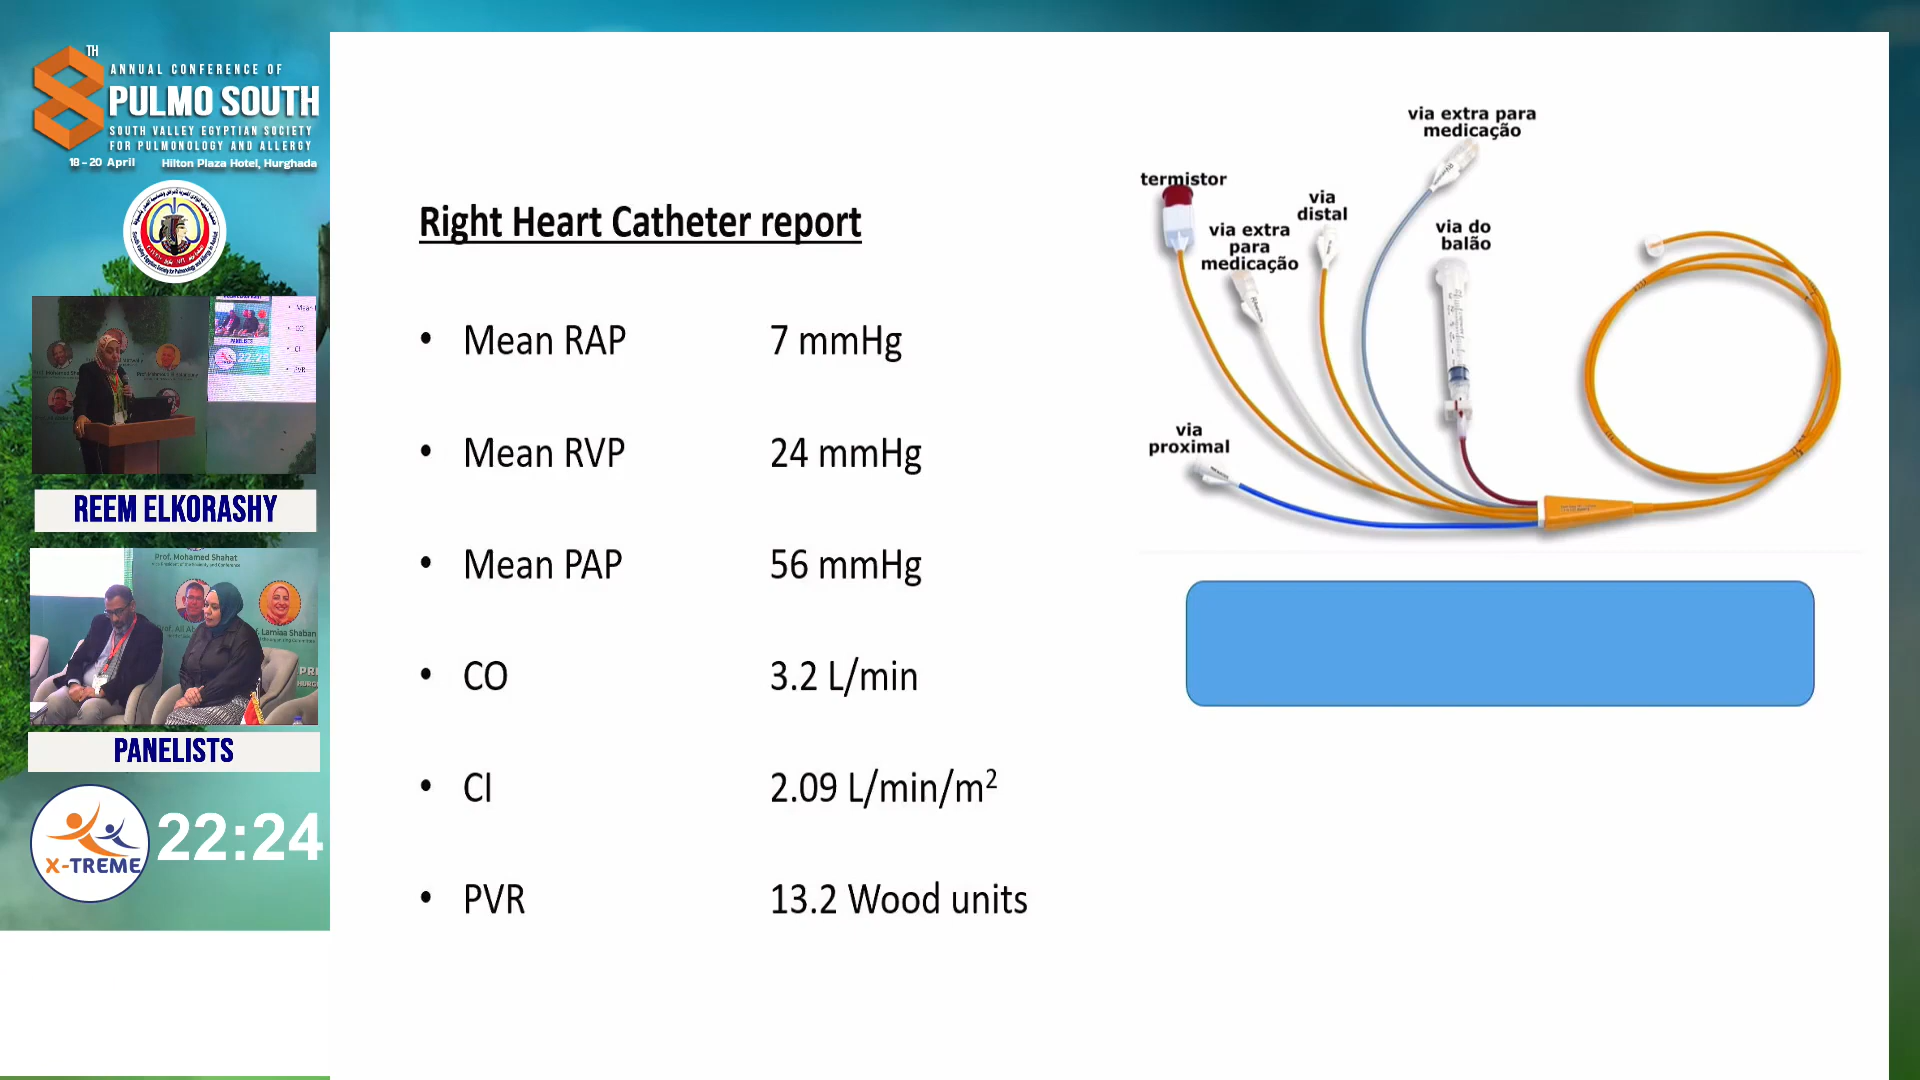 TH
ANNUAL CONFERENCE OF
PULMO SOUTH
SOUTH VALLEY EGYPTIAN SOCIETY
FOR PULMONOLOGY AND ALLERGY
18-20 April Hilton Plaza Hotel, Hurghada
REEM ELKORASHY
Prof. Mohamed Shahat
PANELISTS
X-TREME
22:24
Right Heart Catheter report
• Mean RAP 7 mmHg
• Mean RVP 24 mmHg
• Mean PAP 56 mmHg
• CO 3.2 L/min
• CI 2.09 L/min/m²
• PVR 13.2 Wood units
via extra para
medicação
termistor
via
distal
via extra
para
medicação
via do
balão
via
proximal